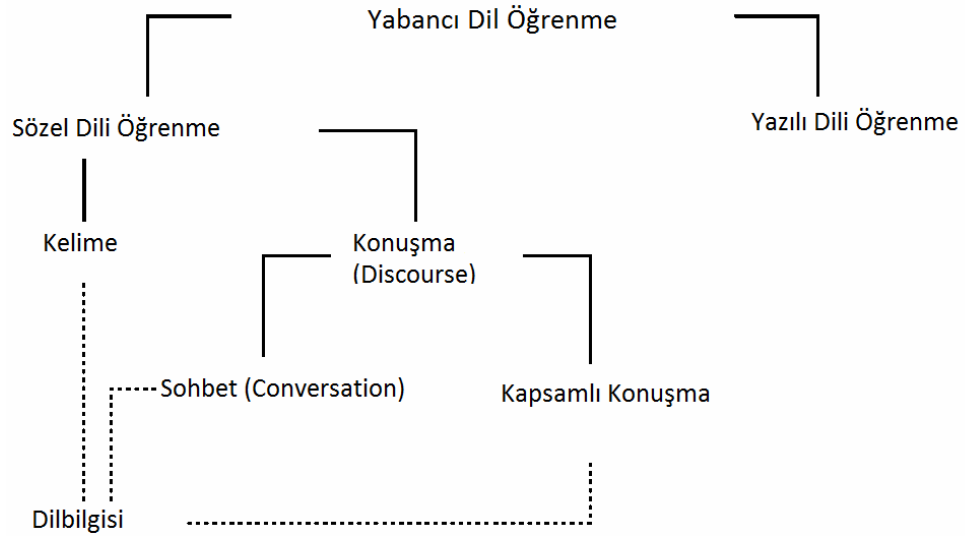 Yabancı Dil Öğrenme
Sözel Dili Öğrenme
Yazılı Dili Öğrenme
Kelime
Konuşma
(Discourse)
Sohbet (Conversation)
Kapsamlı Konuşma
Dilbilgisi